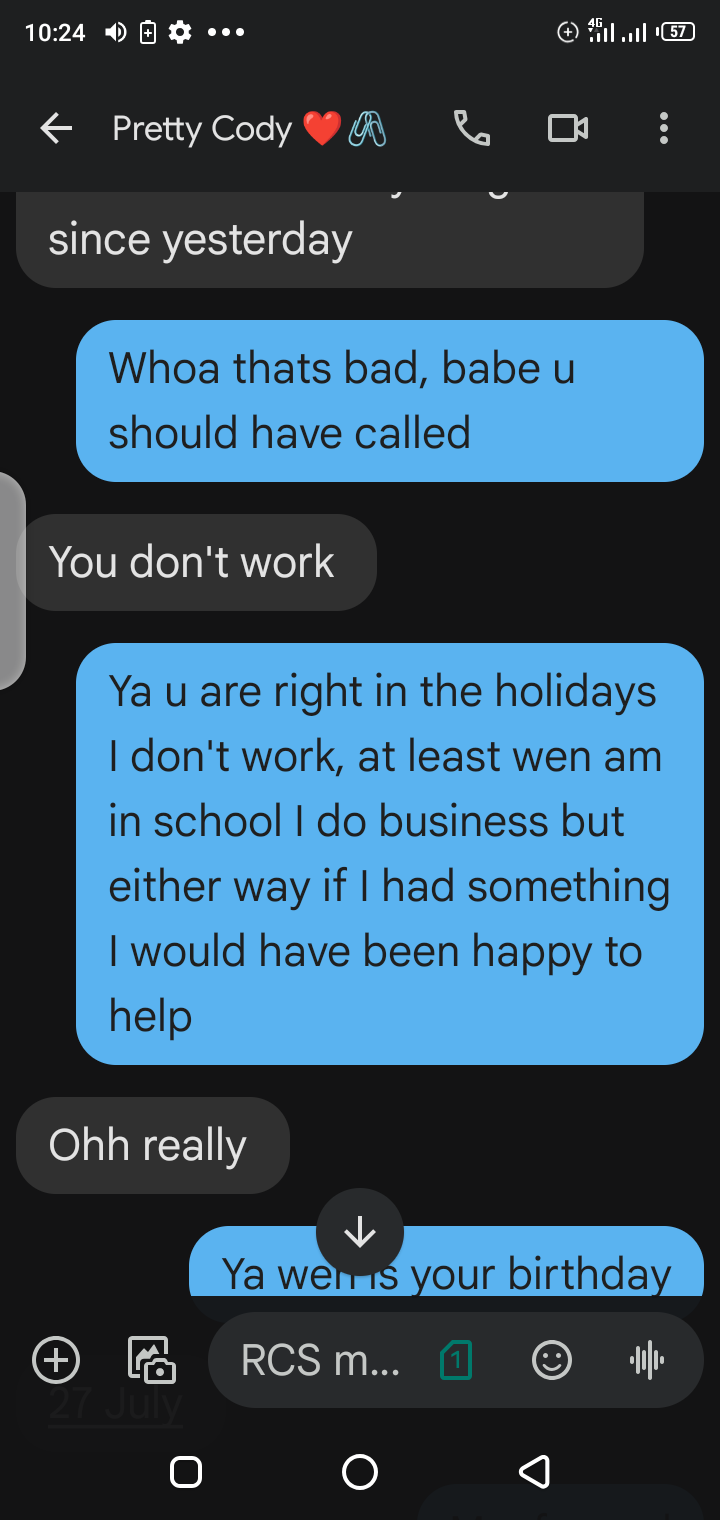 10:24
4G
57
Pretty Cody ❤️🖇️
since yesterday
Whoa thats bad, babe u
should have called
You don't work
Ya u are right in the holidays
I don't work, at least wen am
in school I do business but
either way if I had something
I would have been happy to
help
Ohh really
Ya wen is your birthday
RCS m...
1
27 July